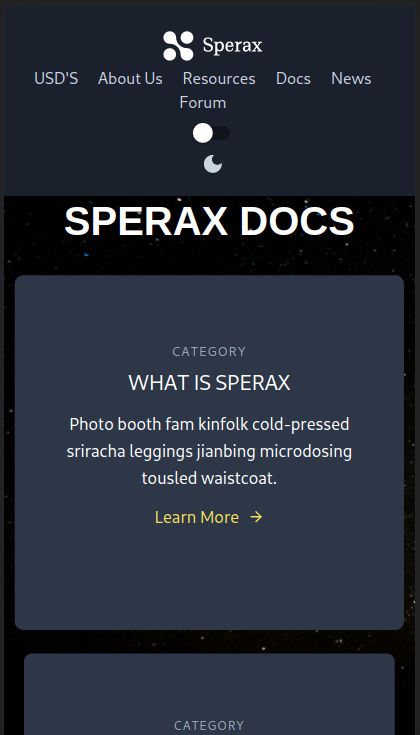 Sperax
USD'S About Us Resources Docs News
Forum
SPERAX DOCS
CATEGORY
WHAT IS SPERAX
Photo booth fam kinfolk cold-pressed
sriracha leggings jianbing microdosing
tousled waistcoat.
Learn More →
CATEGORY